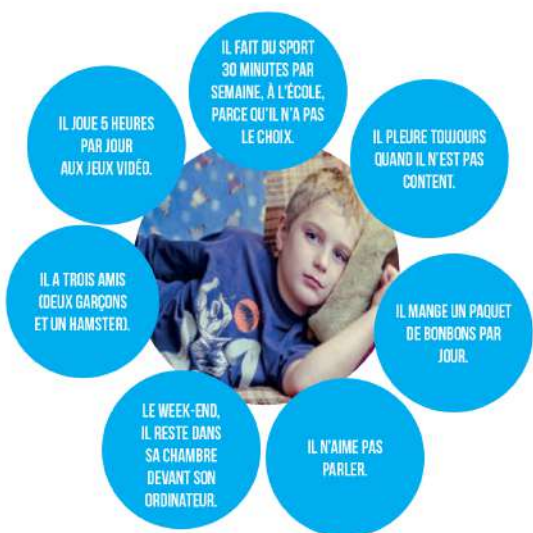 IL FAIT DU SPORT
30 MINUTES PAR
SEMAINE, À L'ÉCOLE,
PARCE QU'IL N'A PAS
LE CHOIX.
IL PLEURE TOUJOURS
QUAND IL N'EST PAS
CONTENT.
IL MANGE UN PAQUET
DE BONBONS PAR
JOUR.
IL N'AIME PAS
PARLER.
LE WEEK-END,
IL RESTE DANS
SA CHAMBRE
DEVANT SON
ORDINATEUR.
IL A TROIS AMIS
(DEUX GARÇONS
ET UN HAMSTER).
IL JOUE 5 HEURES
PAR JOUR
AUX JEUX VIDÉO.